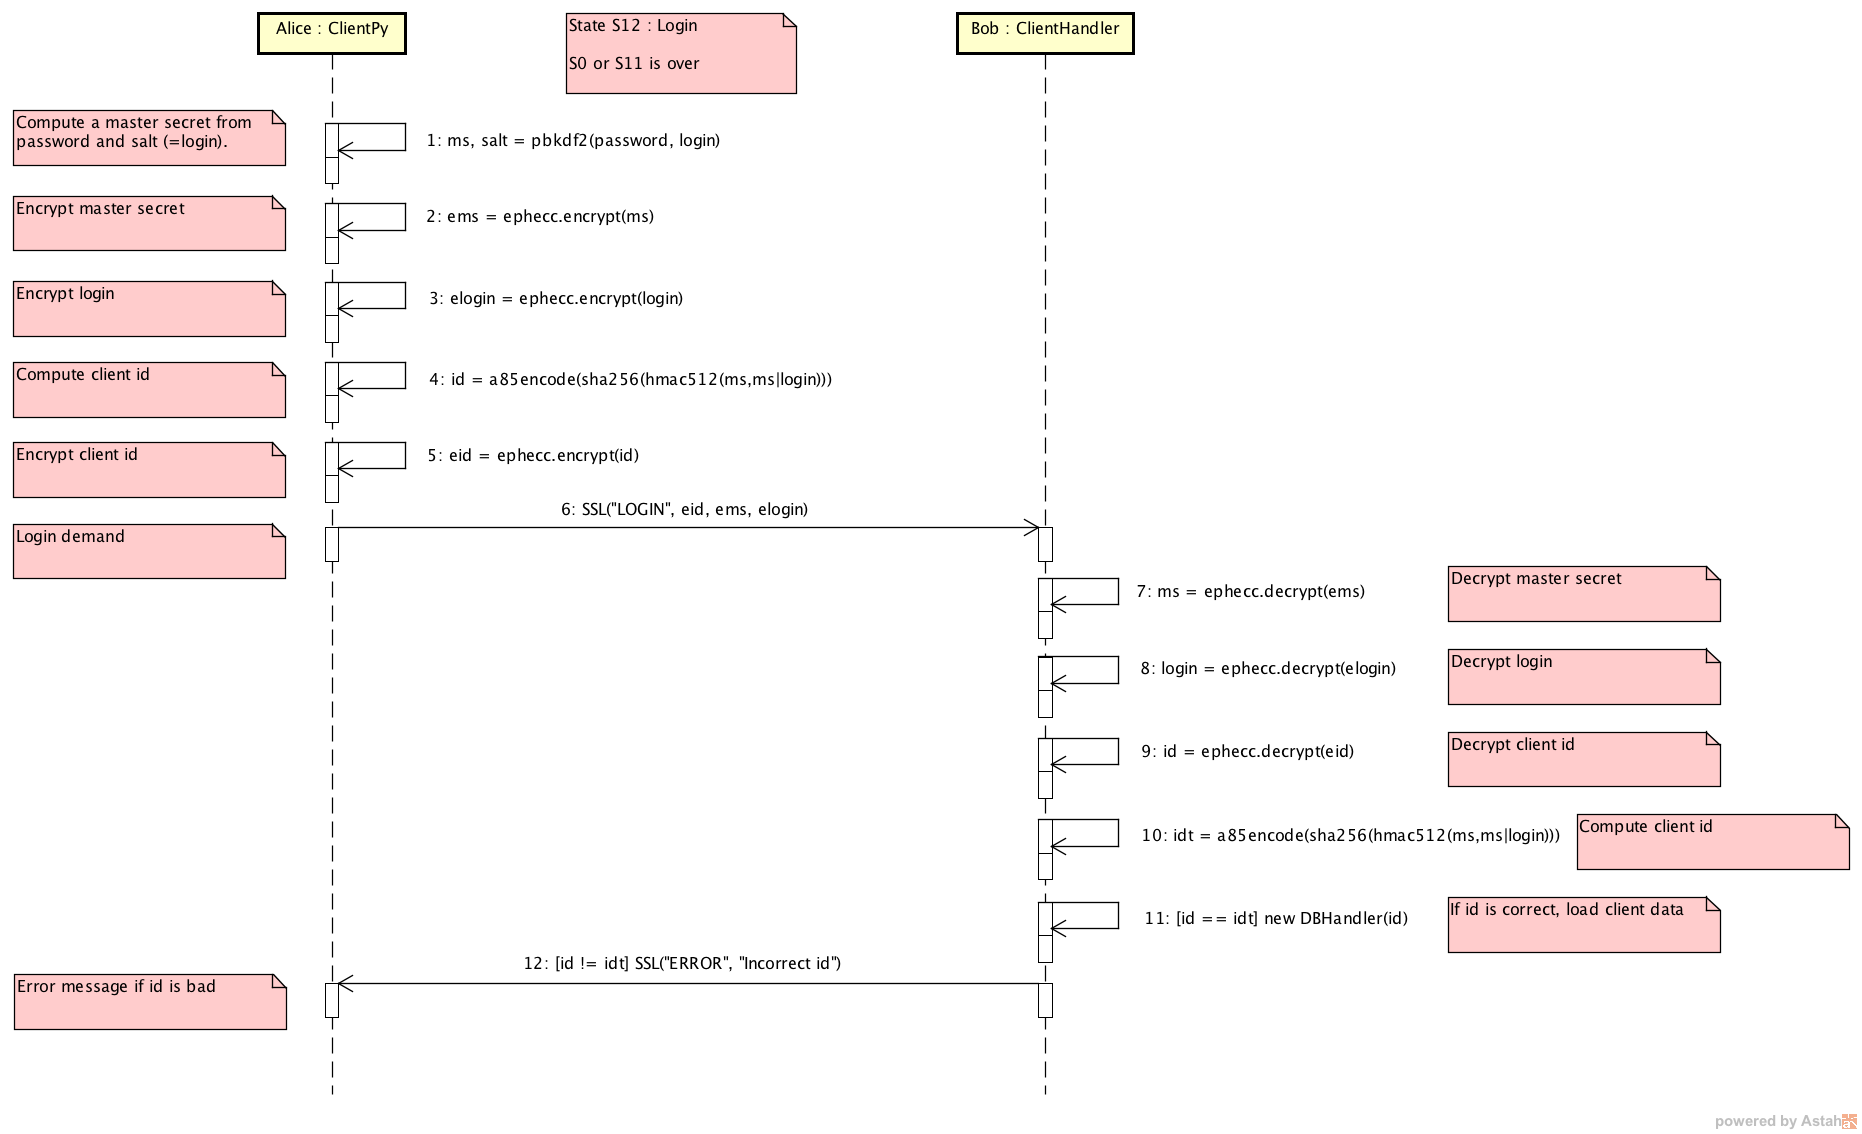 Alice : ClientPy
State S12 : Login
S0 or S11 is over
Bob : ClientHandler
Compute a master secret from
password and salt (=login).
1: ms, salt = pbkdf2(password, login)
Encrypt master secret
2: ems = ephecc.encrypt(ms)
Encrypt login
3: elogin = ephecc.encrypt(login)
Compute client id
4: id = a85encode(sha256(hmac512(ms,ms|login)))
Encrypt client id
5: eid = ephecc.encrypt(id)
6: SSL("LOGIN", eid, ems, elogin)
Login demand
7: ms = ephecc.decrypt(ems)
Decrypt master secret
8: login = ephecc.decrypt(elogin)
Decrypt login
9: id = ephecc.decrypt(eid)
Decrypt client id
10: idt = a85encode(sha256(hmac512(ms,ms|login)))
Compute client id
11: [id == idt] new DBHandler(id)
If id is correct, load client data
12: [id != idt] SSL("ERROR", "Incorrect id")
Error message if id is bad
powered by Astah